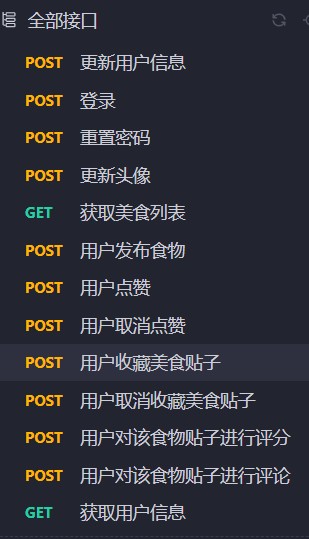 全部接口
POST 更新用户信息
POST 登录
POST 重置密码
POST 更新头像
GET 获取美食列表
POST 用户发布食物
POST 用户点赞
POST 用户取消点赞
POST 用户收藏美食贴子
POST 用户取消收藏美食贴子
POST 用户对该食物贴子进行评分
POST 用户对该食物贴子进行评论
GET 获取用户信息